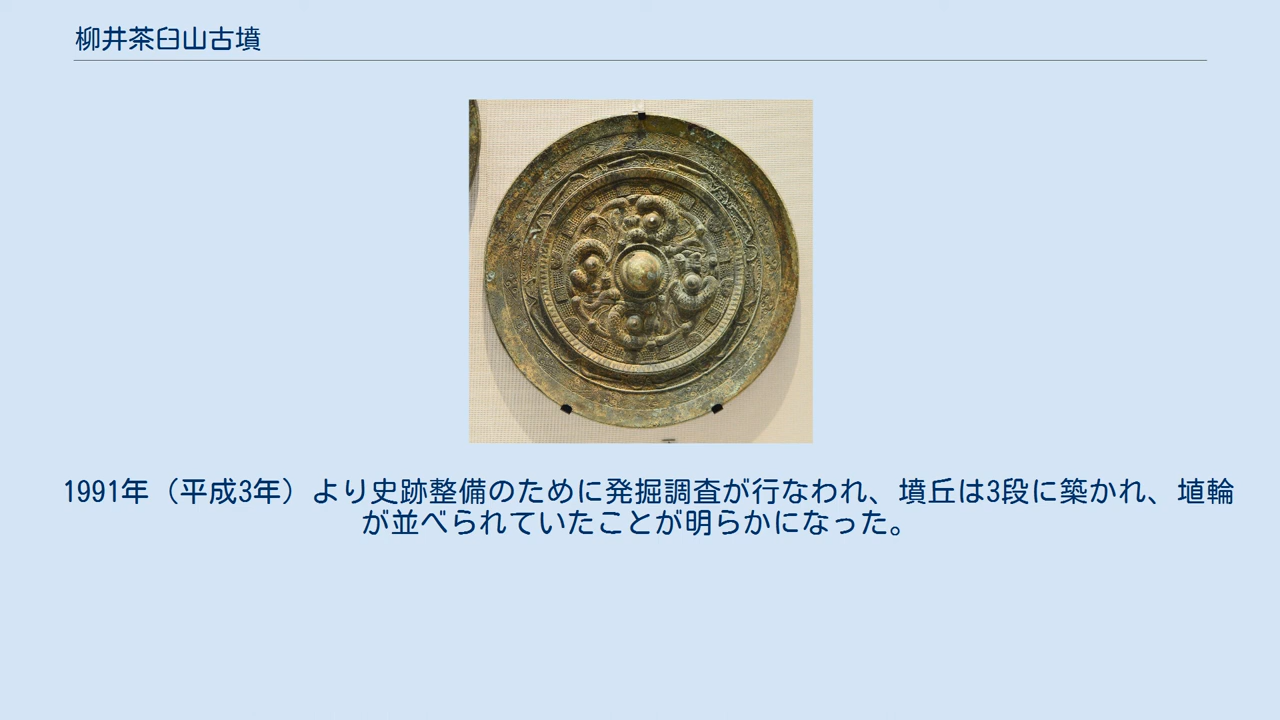 柳井茶臼山古墳
1991年（平成3年）より史跡整備のために発掘調査が行なわれ、墳丘は3段に築かれ、埴輪
が並べられていたことが明らかになった。